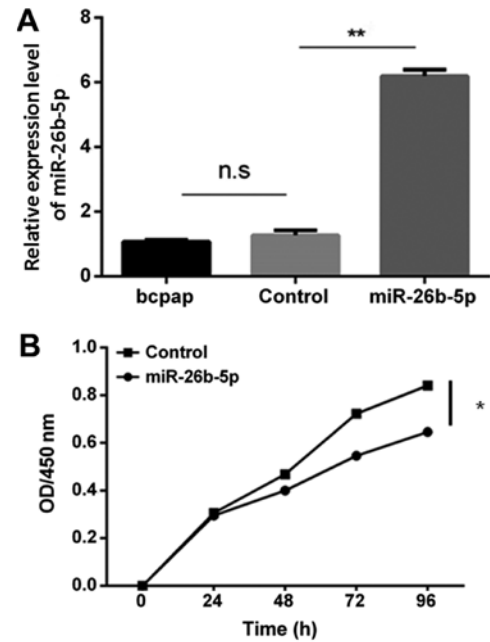 A
Relative expression level
of miR-26b-5p
8
6
4
2
0
n.s
**
bcpap Control miR-26b-5p
B
Control
miR-26b-5p
OD/450 nm
1.0
0.8
0.6
0.4
0.2
0.0
*
0 24 48 72 96
Time (h)